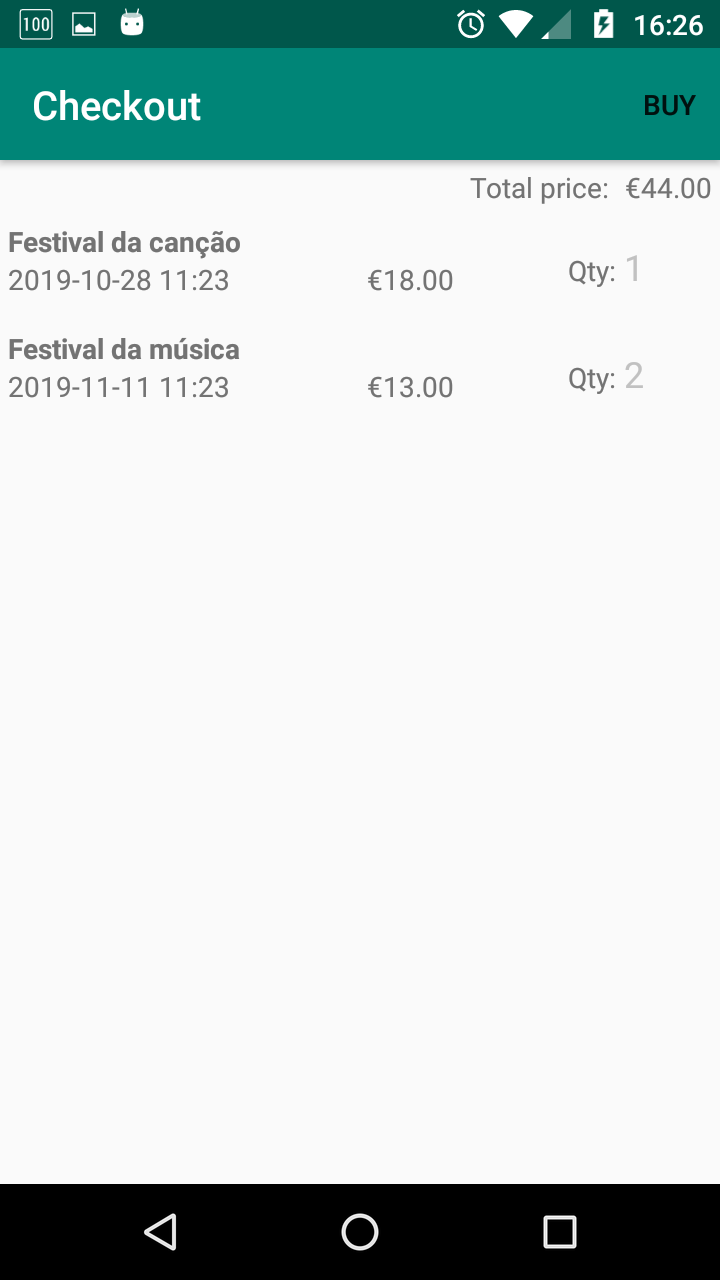 100 16:26
Checkout BUY
Total price: €44.00
Festival da canção
2019-10-28 11:23 €18.00 Qty: 1
Festival da música
2019-11-11 11:23 €13.00 Qty: 2